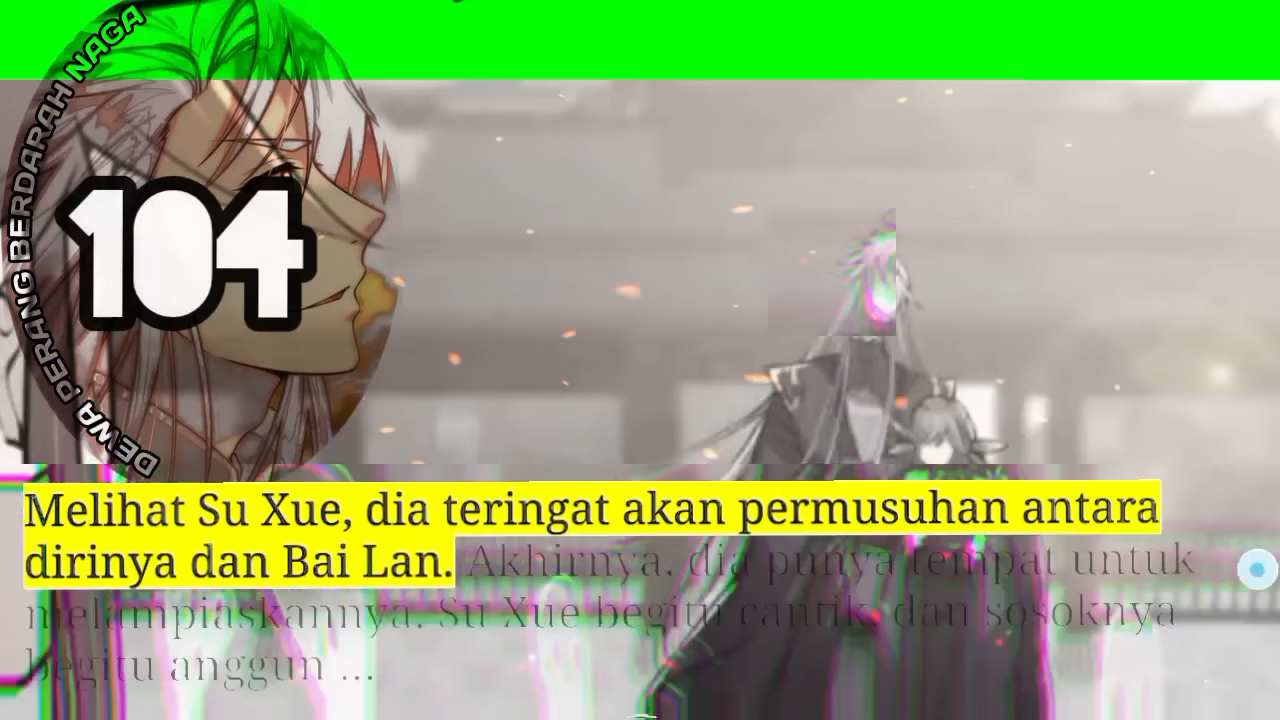 DEWA PERANG BERDARAH NAGA
104
Melihat Su Xue, dia teringat akan permusuhan antara
dirinya dan Bai Lan. Akhirnya, dia punya tempat untuk
melampiaskannya. Su Xue begitu cantik, dan sosoknya
begitu anggun ...